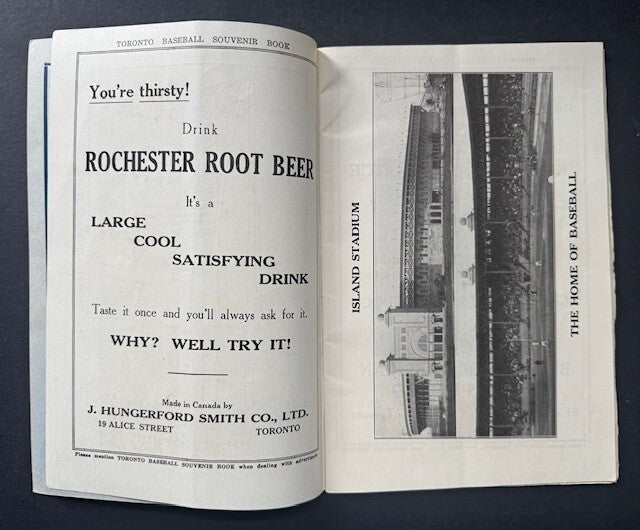 TORONTO BASEBALL SOUVENIR BOOK
You're thirsty!
Drink
ROCHESTER ROOT BEER
It's a
LARGE
COOL
SATISFYING
DRINK
Taste it once and you'll always ask for it.
WHY? WELL TRY IT!
Made in Canada by
J. HUNGERFORD SMITH CO., LTD.
19 ALICE STREET TORONTO
Please mention TORONTO BASEBALL SOUVENIR BOOK when dealing with
ISLAND STADIUM
THE HOME OF BASEBALL